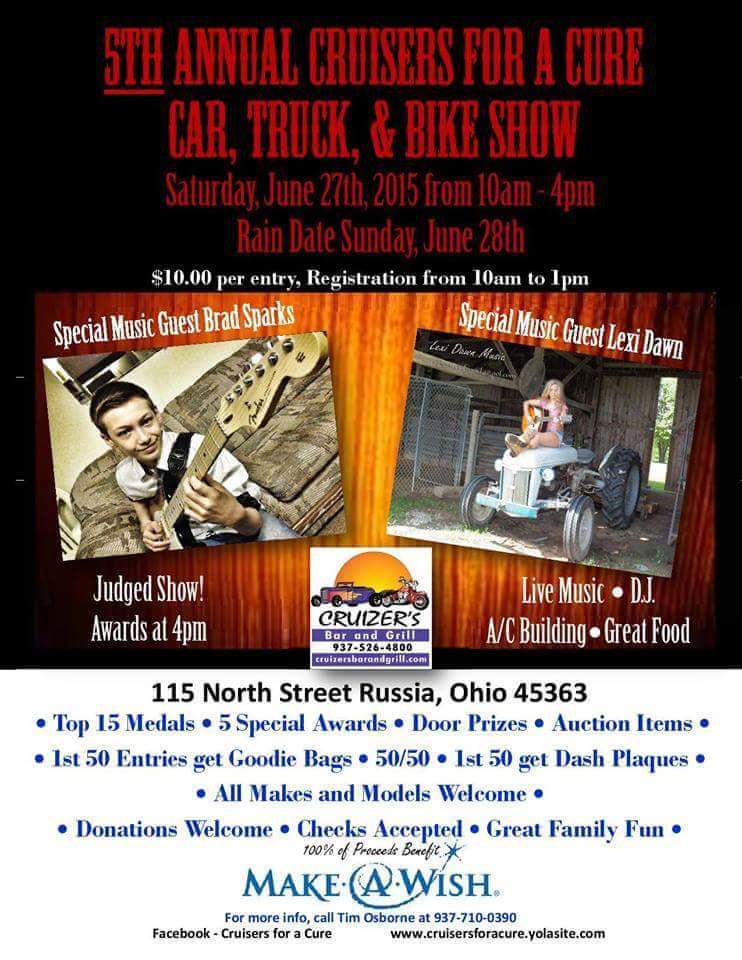 5TH ANNUAL CRUISERS FOR A CURE
CAR, TRUCK, & BIKE SHOW
Saturday, June 27th, 2015 from 10am - 4pm
Rain Date Sunday, June 28th
$10.00 per entry, Registration from 10am to 1pm
Special Music Guest Brad Sparks
Special Music Guest Lexi Dawn
Lexi Dawn Music
Fender
Judged Show!
Awards at 4pm
Live Music • D.J.
A/C Building • Great Food
CRUIZER'S
Bar and Grill
937-526-4800
cruizersbarandgrill.com
115 North Street Russia, Ohio 45363
• Top 15 Medals • 5 Special Awards • Door Prizes • Auction Items •
• 1st 50 Entries get Goodie Bags • 50/50 • 1st 50 get Dash Plaques •
• All Makes and Models Welcome •
• Donations Welcome • Checks Accepted • Great Family Fun •
100% of Proceeds Benefit
MAKE·A·WISH®
For more info, call Tim Osborne at 937-710-0390
Facebook - Cruisers for a Cure www.cruisersforacure.yolasite.com